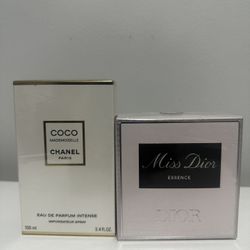 COCO
MADEMOISELLE
CHANEL
PARIS
EAU DE PARFUM INTENSE
VAPORISATEUR SPRAY
100 ml
3.4 FL. OZ.
Miss Dior
ESSENCE
DIOR